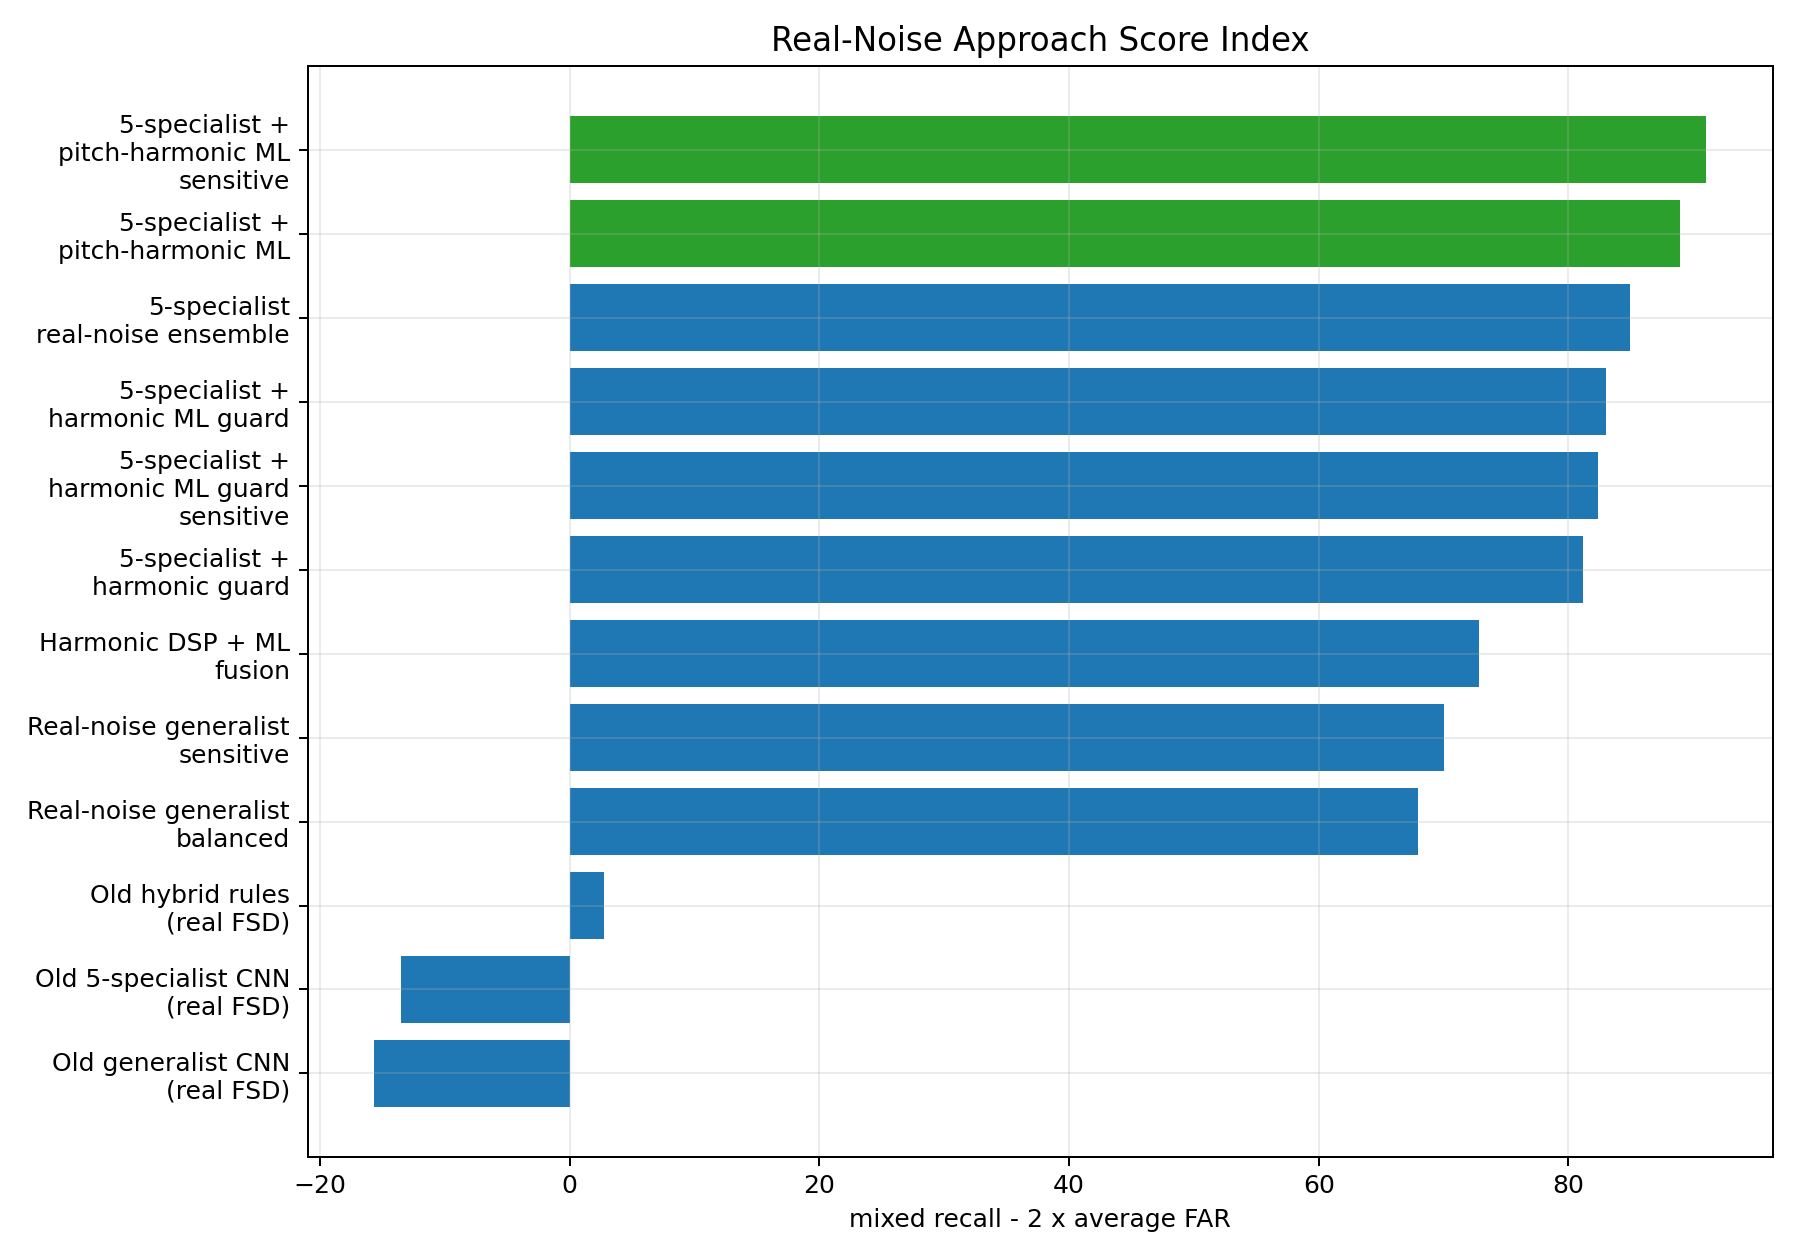 Real-Noise Approach Score Index
5-specialist +
pitch-harmonic ML
sensitive
5-specialist +
pitch-harmonic ML
5-specialist
real-noise ensemble
5-specialist +
harmonic ML guard
5-specialist +
harmonic ML guard
sensitive
5-specialist +
harmonic guard
Harmonic DSP + ML
fusion
Real-noise generalist
sensitive
Real-noise generalist
balanced
Old hybrid rules
(real FSD)
Old 5-specialist CNN
(real FSD)
Old generalist CNN
(real FSD)
−20 0 20 40 60 80
mixed recall - 2 x average FAR